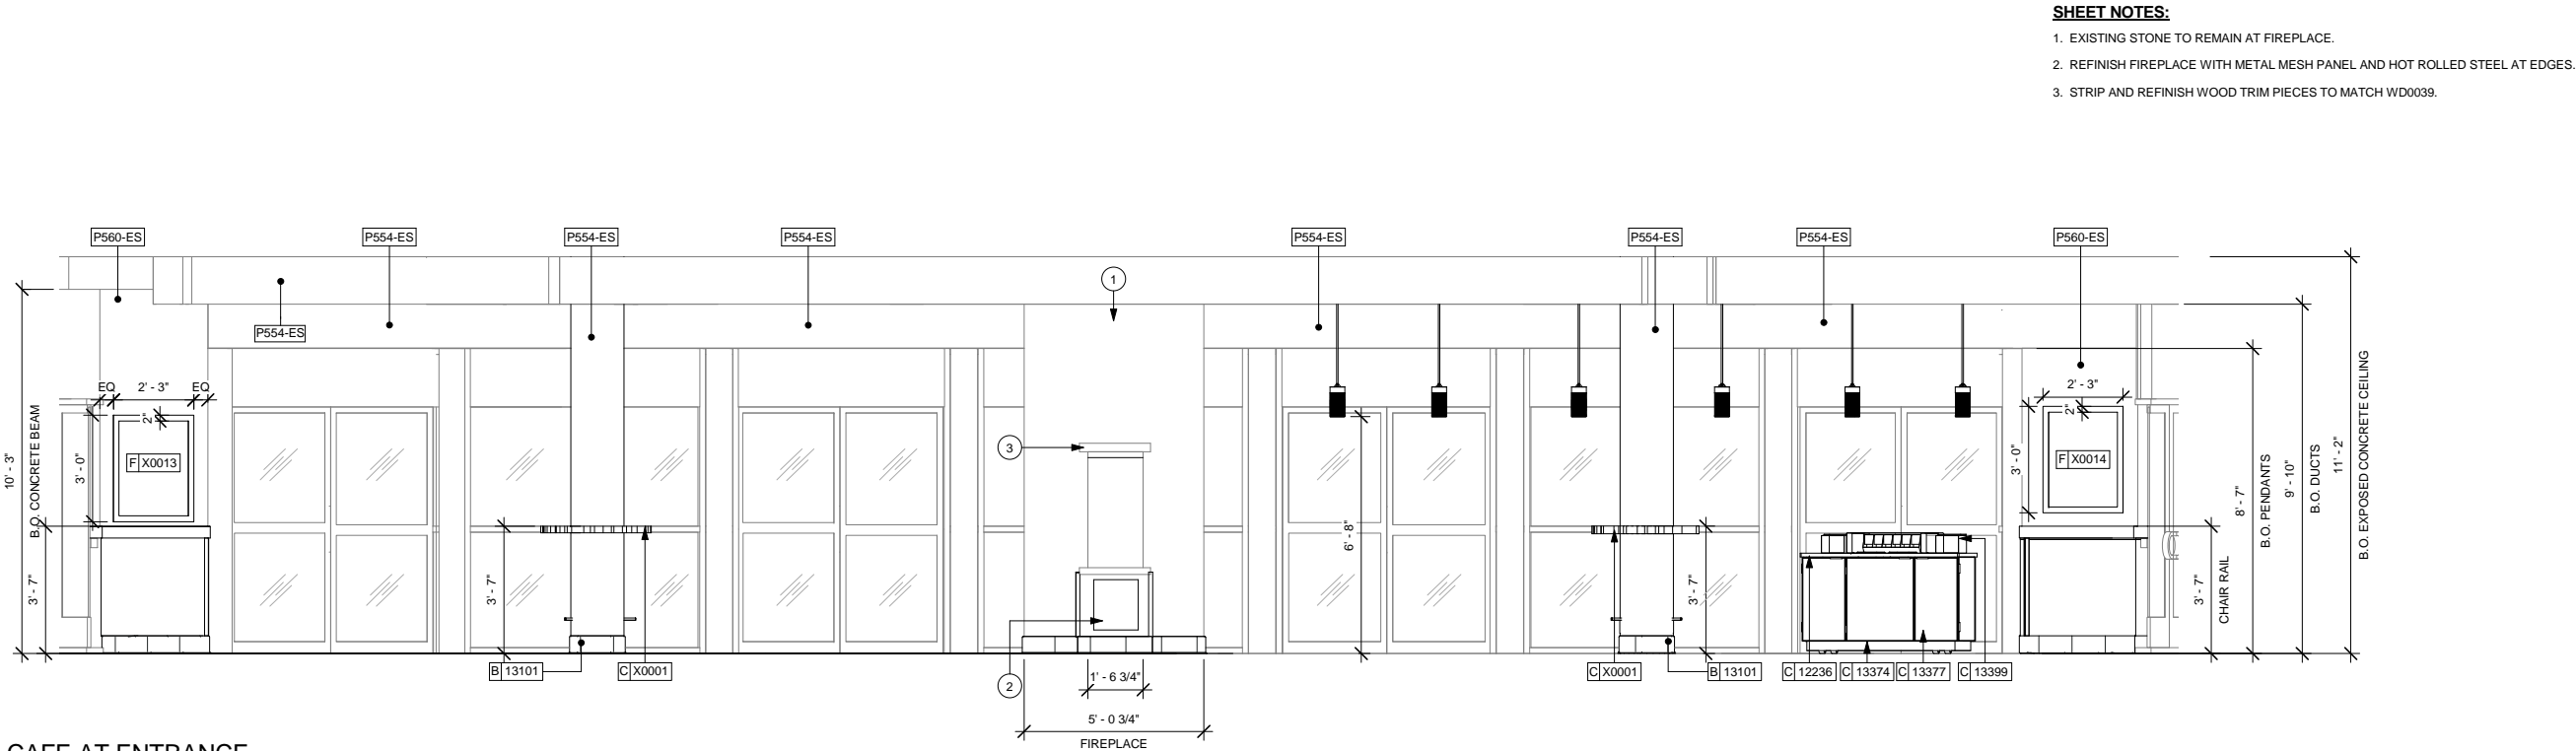 SHEET NOTES:
1. EXISTING STONE TO REMAIN AT FIREPLACE.
2. REFINISH FIREPLACE WITH METAL MESH PANEL AND HOT ROLLED STEEL AT EDGES.
3. STRIP AND REFINISH WOOD TRIM PIECES TO MATCH WD0039.
P560-ES
P554-ES
P554-ES
P554-ES
P554-ES
P554-ES
P554-ES
P560-ES
1
P554-ES
EQ
2' - 3"
EQ
2"
3' - 0"
F X0013
10' - 3"
B.O. CONCRETE BEAM
3' - 7"
3' - 7"
3
6' - 8"
3' - 7"
2' - 3"
2"
3' - 0"
F X0014
3' - 7"
CHAIR RAIL
8' - 7"
B.O. PENDANTS
9' - 10"
B.O. DUCTS
11' - 2"
B.O. EXPOSED CONCRETE CEILING
B 13101
C X0001
2
1' - 6 3/4"
C X0001
B 13101
C 12236
C 13374
C 13377
C 13399
5' - 0 3/4"
FIREPLACE
CAFE AT ENTRANCE